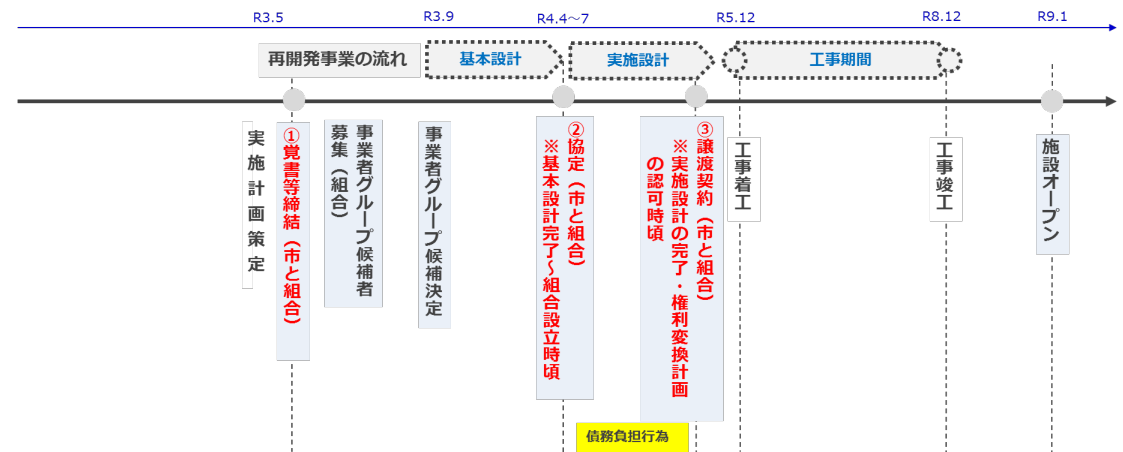 R3.5
R3.9
R4.4～7
R5.12
R8.12
R9.1
再開発事業の流れ
基本設計
実施設計
工事期間
実施計画策定
①覚書等締結（市と組合）
事業者グループ候補者
募集（組合）
事業者グループ候補決定
②協定（市と組合）
※基本設計完了～組合設立時頃
③譲渡契約（市と組合）
※実施設計の完了・権利変換計画
の認可時頃
工事着工
工事竣工
施設オープン
債務負担行為